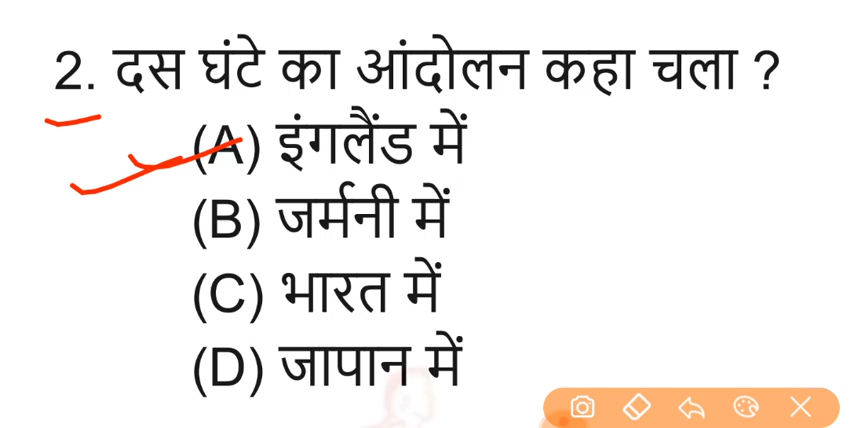 2. दस घंटे का आंदोलन कहा चला ?
(A) इंगलैंड में
(B) जर्मनी में
(C) भारत में
(D) जापान में